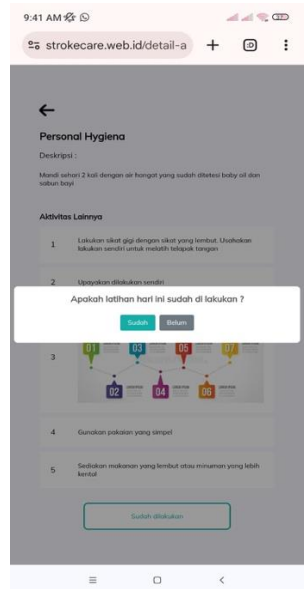 9:41 AM
strokecare.web.id/detail-a
Personal Hygiena
Deskripsi :
Mandi sehari 2 kali dengan air hangat yang sudah ditetesi baby oil dan
sabun bayi
Aktivitas Lainnya
1 Lakukan sikat gigi dengan sikat yang lembut. Usahakan
lakukan sendiri untuk melatih telapak tangan
2 Upayakan dilakukan sendiri
Apakah latihan hari ini sudah di lakukan ?
Sudah Belum
3
01 03 05 07
02 04 06
4 Gunakan pakaian yang simpel
5 Sediakan makanan yang lembut atau minuman yang lebih
kental
Sudah dilakukan